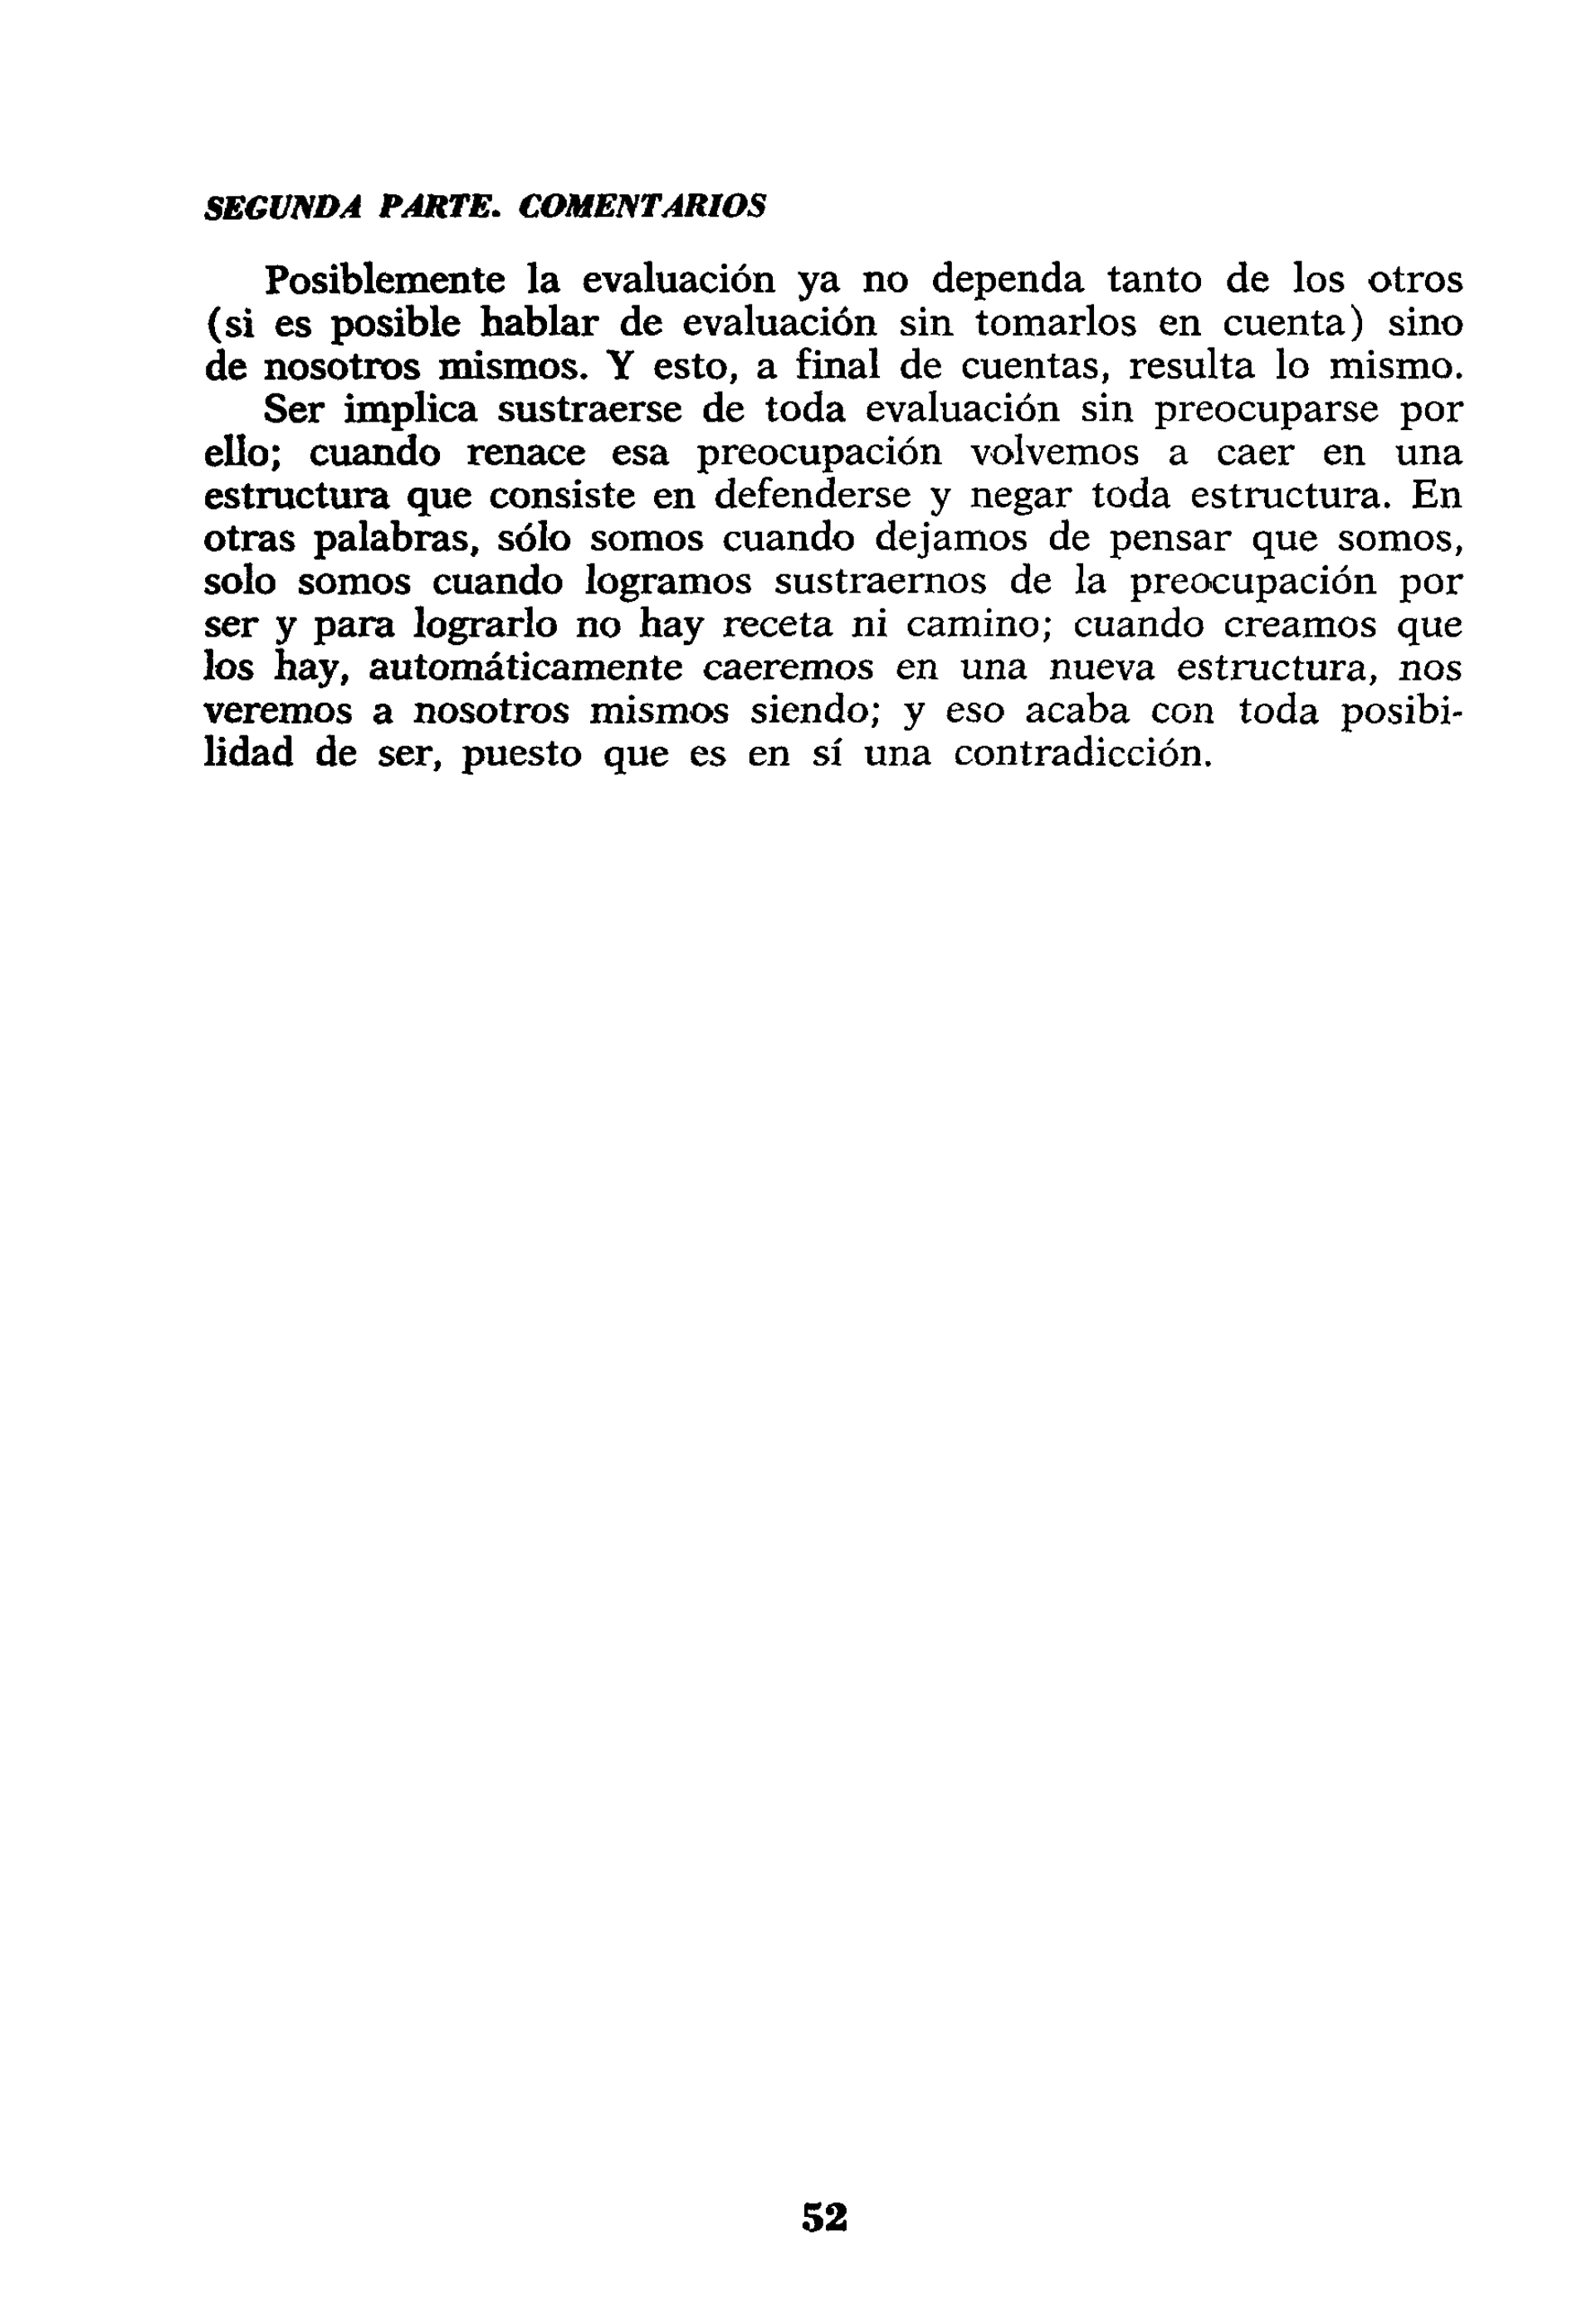 SEGUNDA PARTE. COMENTARIOS
Posiblemente la evaluación ya no dependa tanto de los otros
(si es posible hablar de evaluación sin tomarlos en cuenta) sino
de nosotros mismos. Y esto, a final de cuentas, resulta lo mismo.
Ser implica sustraerse de toda evaluación sin preocuparse por
ello; cuando renace esa preocupación volvemos a caer en una
estructura que consiste en defenderse y negar toda estructura. En
otras palabras, sólo somos cuando dejamos de pensar que somos,
solo somos cuando logramos sustraernos de la preocupación por
ser y para lograrlo no hay receta ni camino; cuando creamos que
los hay, automáticamente caeremos en una nueva estructura, nos
veremos a nosotros mismos siendo; y eso acaba con toda posibi-
lidad de ser, puesto que es en sí una contradicción.
52